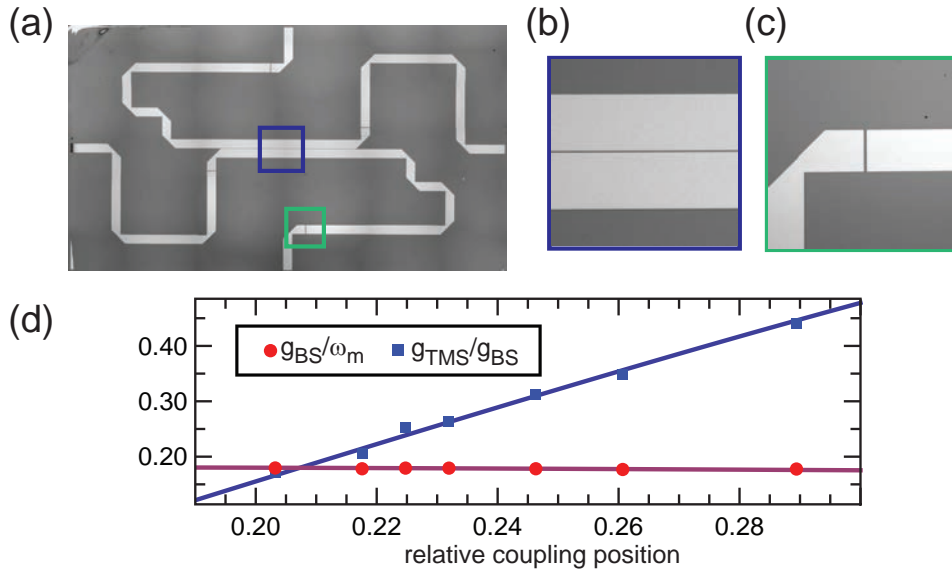 (a)
(b)
(c)
(d)
g_BS/ω_m g_TMS/g_BS
0.40
0.30
0.20
0.20 0.22 0.24 0.26 0.28
relative coupling position